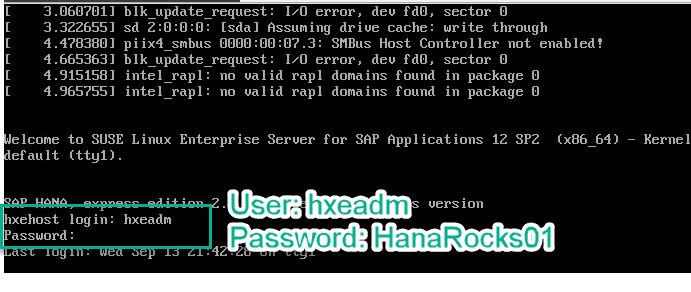 [    3.060701] blk_update_request: I/O error, dev fd0, sector 0
[    3.322655] sd 2:0:0:0: [sda] Assuming drive cache: write through
[    4.478380] piix4_smbus 0000:00:07.3: SMBus Host Controller not enabled!
[    4.665363] blk_update_request: I/O error, dev fd0, sector 0
[    4.915158] intel_rapl: no valid rapl domains found in package 0
[    4.965755] intel_rapl: no valid rapl domains found in package 0
Welcome to SUSE Linux Enterprise Server for SAP Applications 12 SP2  (x86_64) - Kernel
default (tty1).
SAP HANA, express edition 2. s version
hxehost login: hxeadm
Password:
Last login: Wed Sep 13 21:42:28 on tty1
User: hxeadm
Password: HanaRocks01